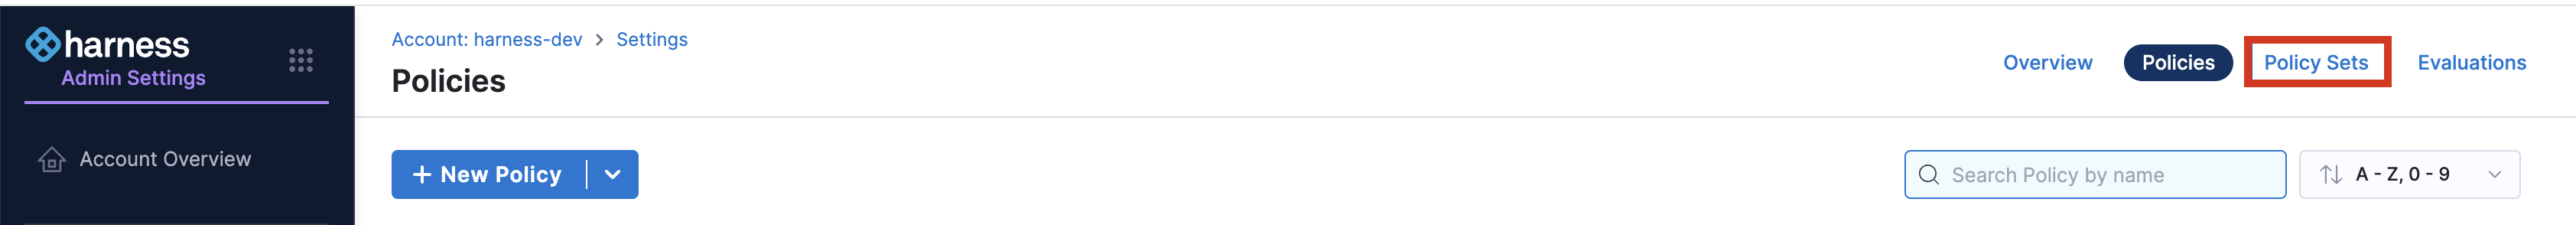 harness
Admin Settings
Account Overview
Account: harness-dev > Settings
Policies
Overview
Policies
Policy Sets
Evaluations
+ New Policy
Search Policy by name
A - Z, 0 - 9